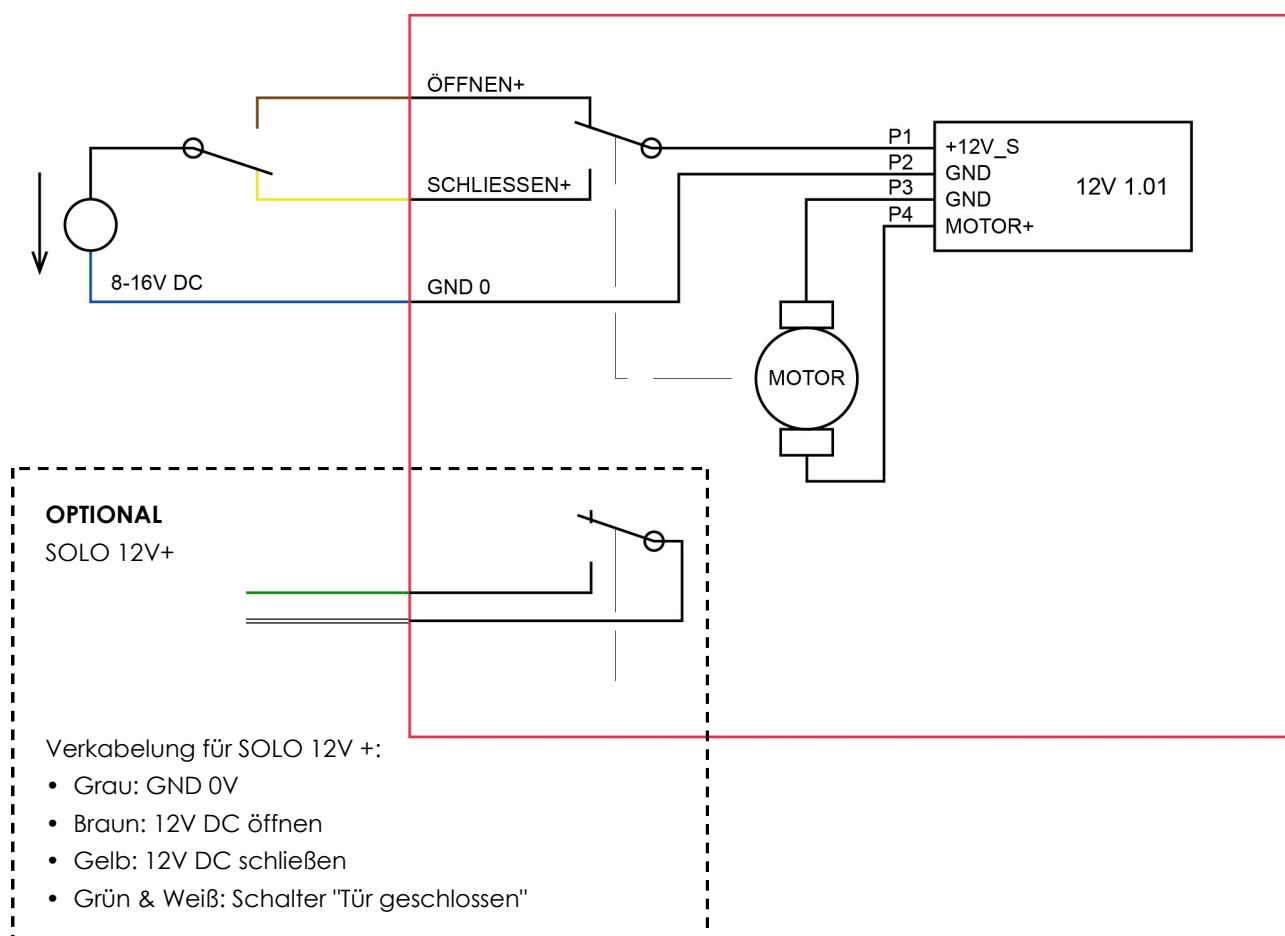 ÖFFNEN+
SCHLIESSEN+
8-16V DC
GND 0
P1
P2
P3
P4
+12V_S
GND
GND
MOTOR+
12V 1.01
MOTOR
OPTIONAL
SOLO 12V+
Verkabelung für SOLO 12V +:
• Grau: GND 0V
• Braun: 12V DC öffnen
• Gelb: 12V DC schließen
• Grün & Weiß: Schalter "Tür geschlossen"